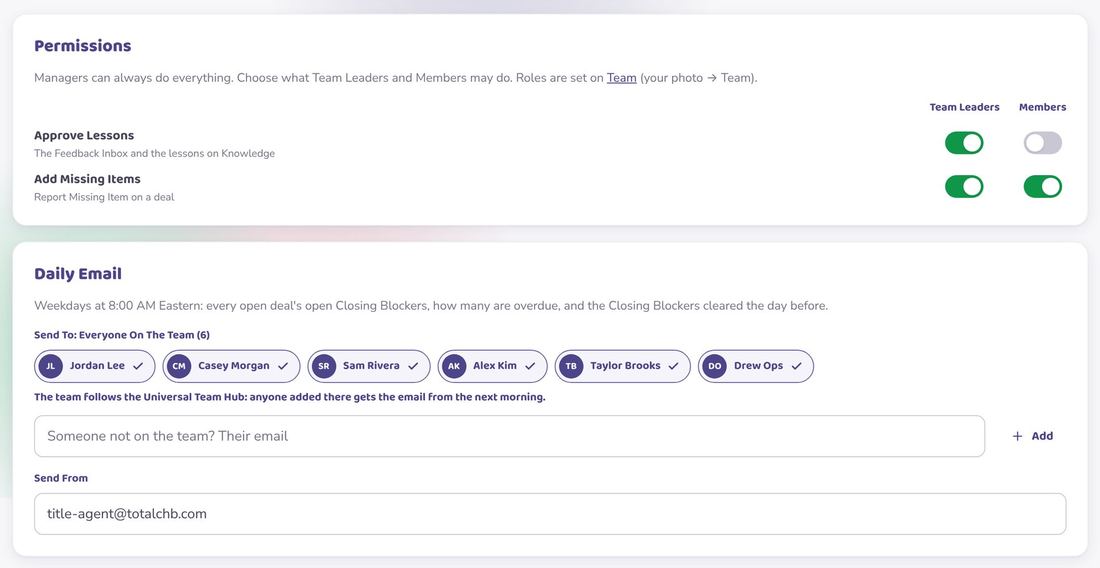 Permissions
Managers can always do everything. Choose what Team Leaders and Members may do. Roles are set on Team (your photo → Team).
Team Leaders Members
Approve Lessons
The Feedback Inbox and the lessons on Knowledge
Add Missing Items
Report Missing Item on a deal
Daily Email
Weekdays at 8:00 AM Eastern: every open deal's open Closing Blockers, how many are overdue, and the Closing Blockers cleared the day before.
Send To: Everyone On The Team (6)
JL Jordan Lee ✓ CM Casey Morgan ✓ SR Sam Rivera ✓ AK Alex Kim ✓ TB Taylor Brooks ✓ DO Drew Ops ✓
The team follows the Universal Team Hub: anyone added there gets the email from the next morning.
Someone not on the team? Their email + Add
Send From
title-agent@totalchb.com